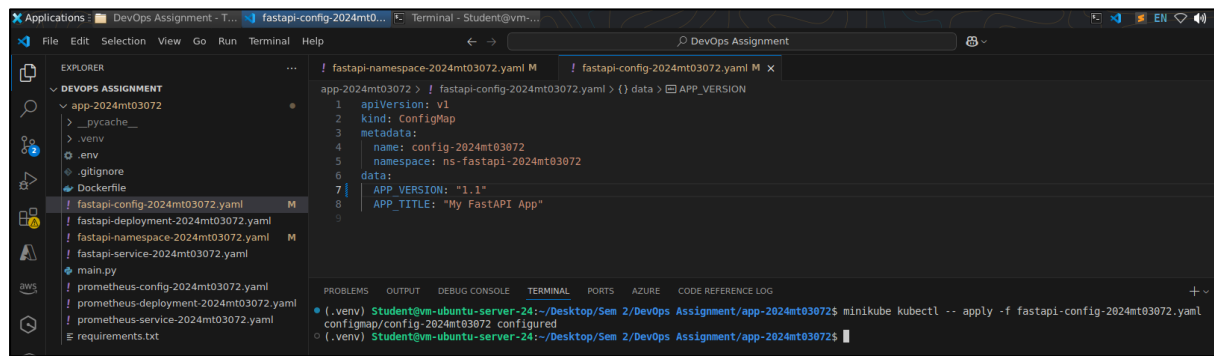 Applications
DevOps Assignment - T...
fastapi-config-2024mt0...
Terminal - Student@vm-...
EN
File Edit Selection View Go Run Terminal Help
DevOps Assignment
EXPLORER
DEVOPS ASSIGNMENT
app-2024mt03072
__pycache__
.venv
.env
.gitignore
Dockerfile
fastapi-config-2024mt03072.yaml M
fastapi-deployment-2024mt03072.yaml
fastapi-namespace-2024mt03072.yaml M
fastapi-service-2024mt03072.yaml
main.py
prometheus-config-2024mt03072.yaml
prometheus-deployment-2024mt03072.yaml
prometheus-service-2024mt03072.yaml
requirements.txt
2
aws
! fastapi-namespace-2024mt03072.yaml M
! fastapi-config-2024mt03072.yaml M ×
app-2024mt03072 > ! fastapi-config-2024mt03072.yaml > {} data > APP_VERSION
1 apiVersion: v1
2 kind: ConfigMap
3 metadata:
4 name: config-2024mt03072
5 namespace: ns-fastapi-2024mt03072
6 data:
7 APP_VERSION: "1.1"
8 APP_TITLE: "My FastAPI App"
9
PROBLEMS OUTPUT DEBUG CONSOLE TERMINAL PORTS AZURE CODE REFERENCE LOG
(.venv) Student@vm-ubuntu-server-24:~/Desktop/Sem 2/DevOps Assignment/app-2024mt03072$ minikube kubectl -- apply -f fastapi-config-2024mt03072.yaml
configmap/config-2024mt03072 configured
(.venv) Student@vm-ubuntu-server-24:~/Desktop/Sem 2/DevOps Assignment/app-2024mt03072$